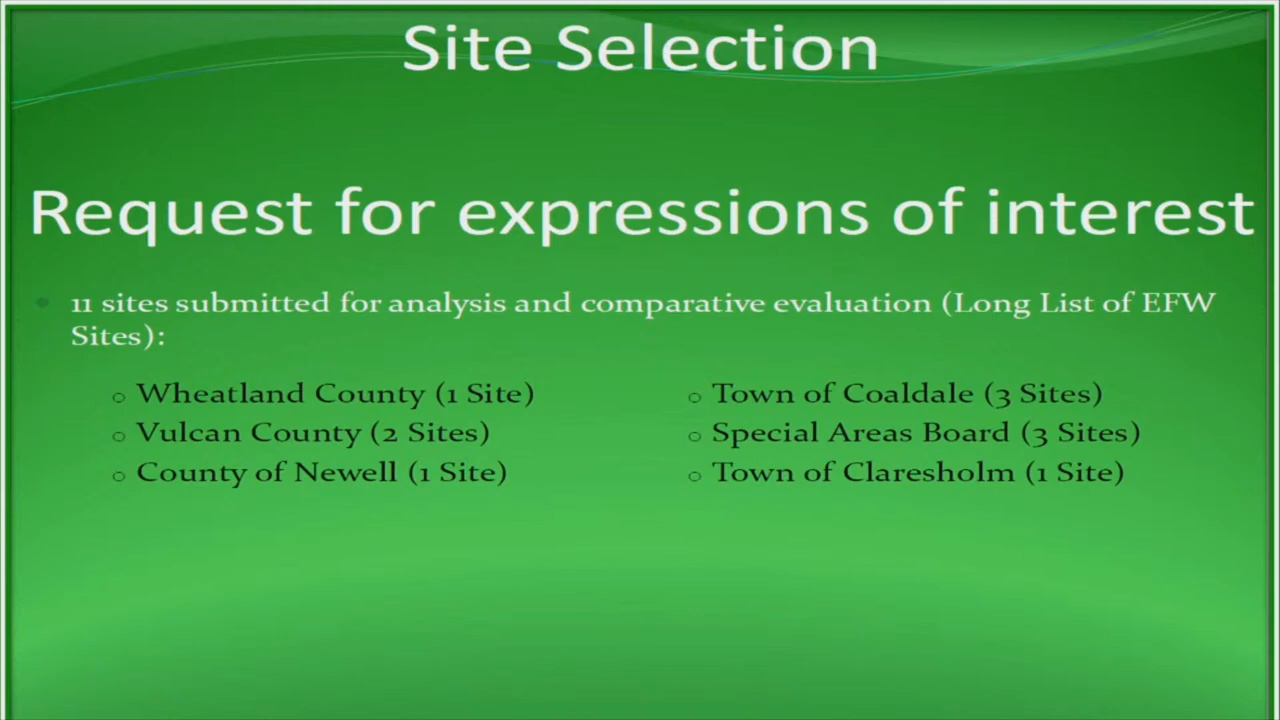 Site Selection
Request for expressions of interest
11 sites submitted for analysis and comparative evaluation (Long List of EFW
Sites):
Wheatland County (1 Site)
Vulcan County (2 Sites)
County of Newell (1 Site)
Town of Coaldale (3 Sites)
Special Areas Board (3 Sites)
Town of Claresholm (1 Site)